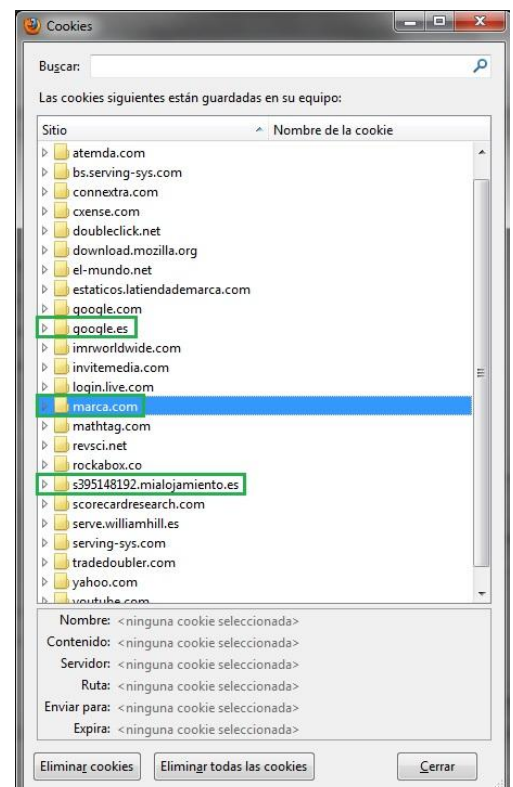 Cookies
Buscar:
Las cookies siguientes están guardadas en su equipo:
Sitio Nombre de la cookie
atemda.com
bs.serving-sys.com
connextra.com
cxense.com
doubleclick.net
download.mozilla.org
el-mundo.net
estaticos.latiendademarca.com
google.com
google.es
imrworldwide.com
invitemedia.com
login.live.com
marca.com
mathtag.com
revsci.net
rockabox.co
s395148192.mialojamiento.es
scorecardresearch.com
serve.williamhill.es
serving-sys.com
tradedoubler.com
yahoo.com
youtube.com
Nombre: <ninguna cookie seleccionada>
Contenido: <ninguna cookie seleccionada>
Servidor: <ninguna cookie seleccionada>
Ruta: <ninguna cookie seleccionada>
Enviar para: <ninguna cookie seleccionada>
Expira: <ninguna cookie seleccionada>
Eliminar cookies Eliminar todas las cookies Cerrar